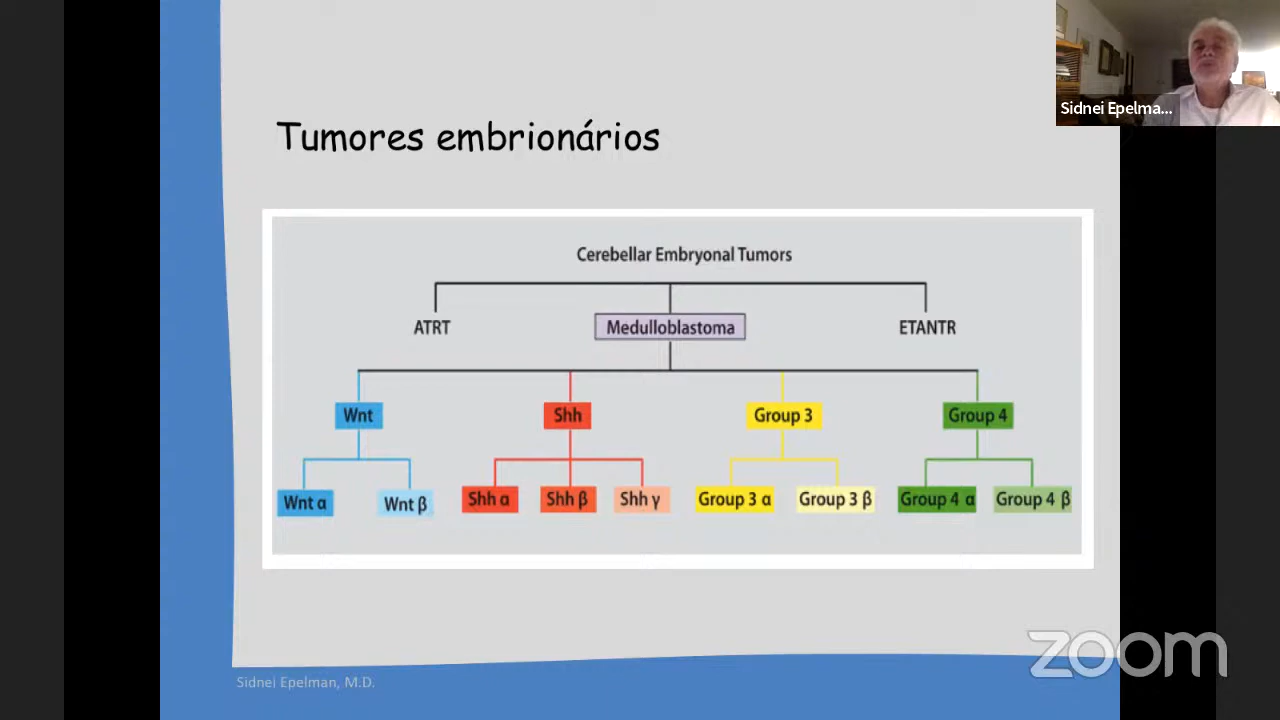 Sidnei Epelma...
Tumores embrionários
Cerebellar Embryonal Tumors
ATRT
Medulloblastoma
ETANTR
Wnt
Shh
Group 3
Group 4
Wnt α
Wnt β
Shh α
Shh β
Shh γ
Group 3 α
Group 3 β
Group 4 α
Group 4 β
zoom
Sidnei Epelman, M.D.